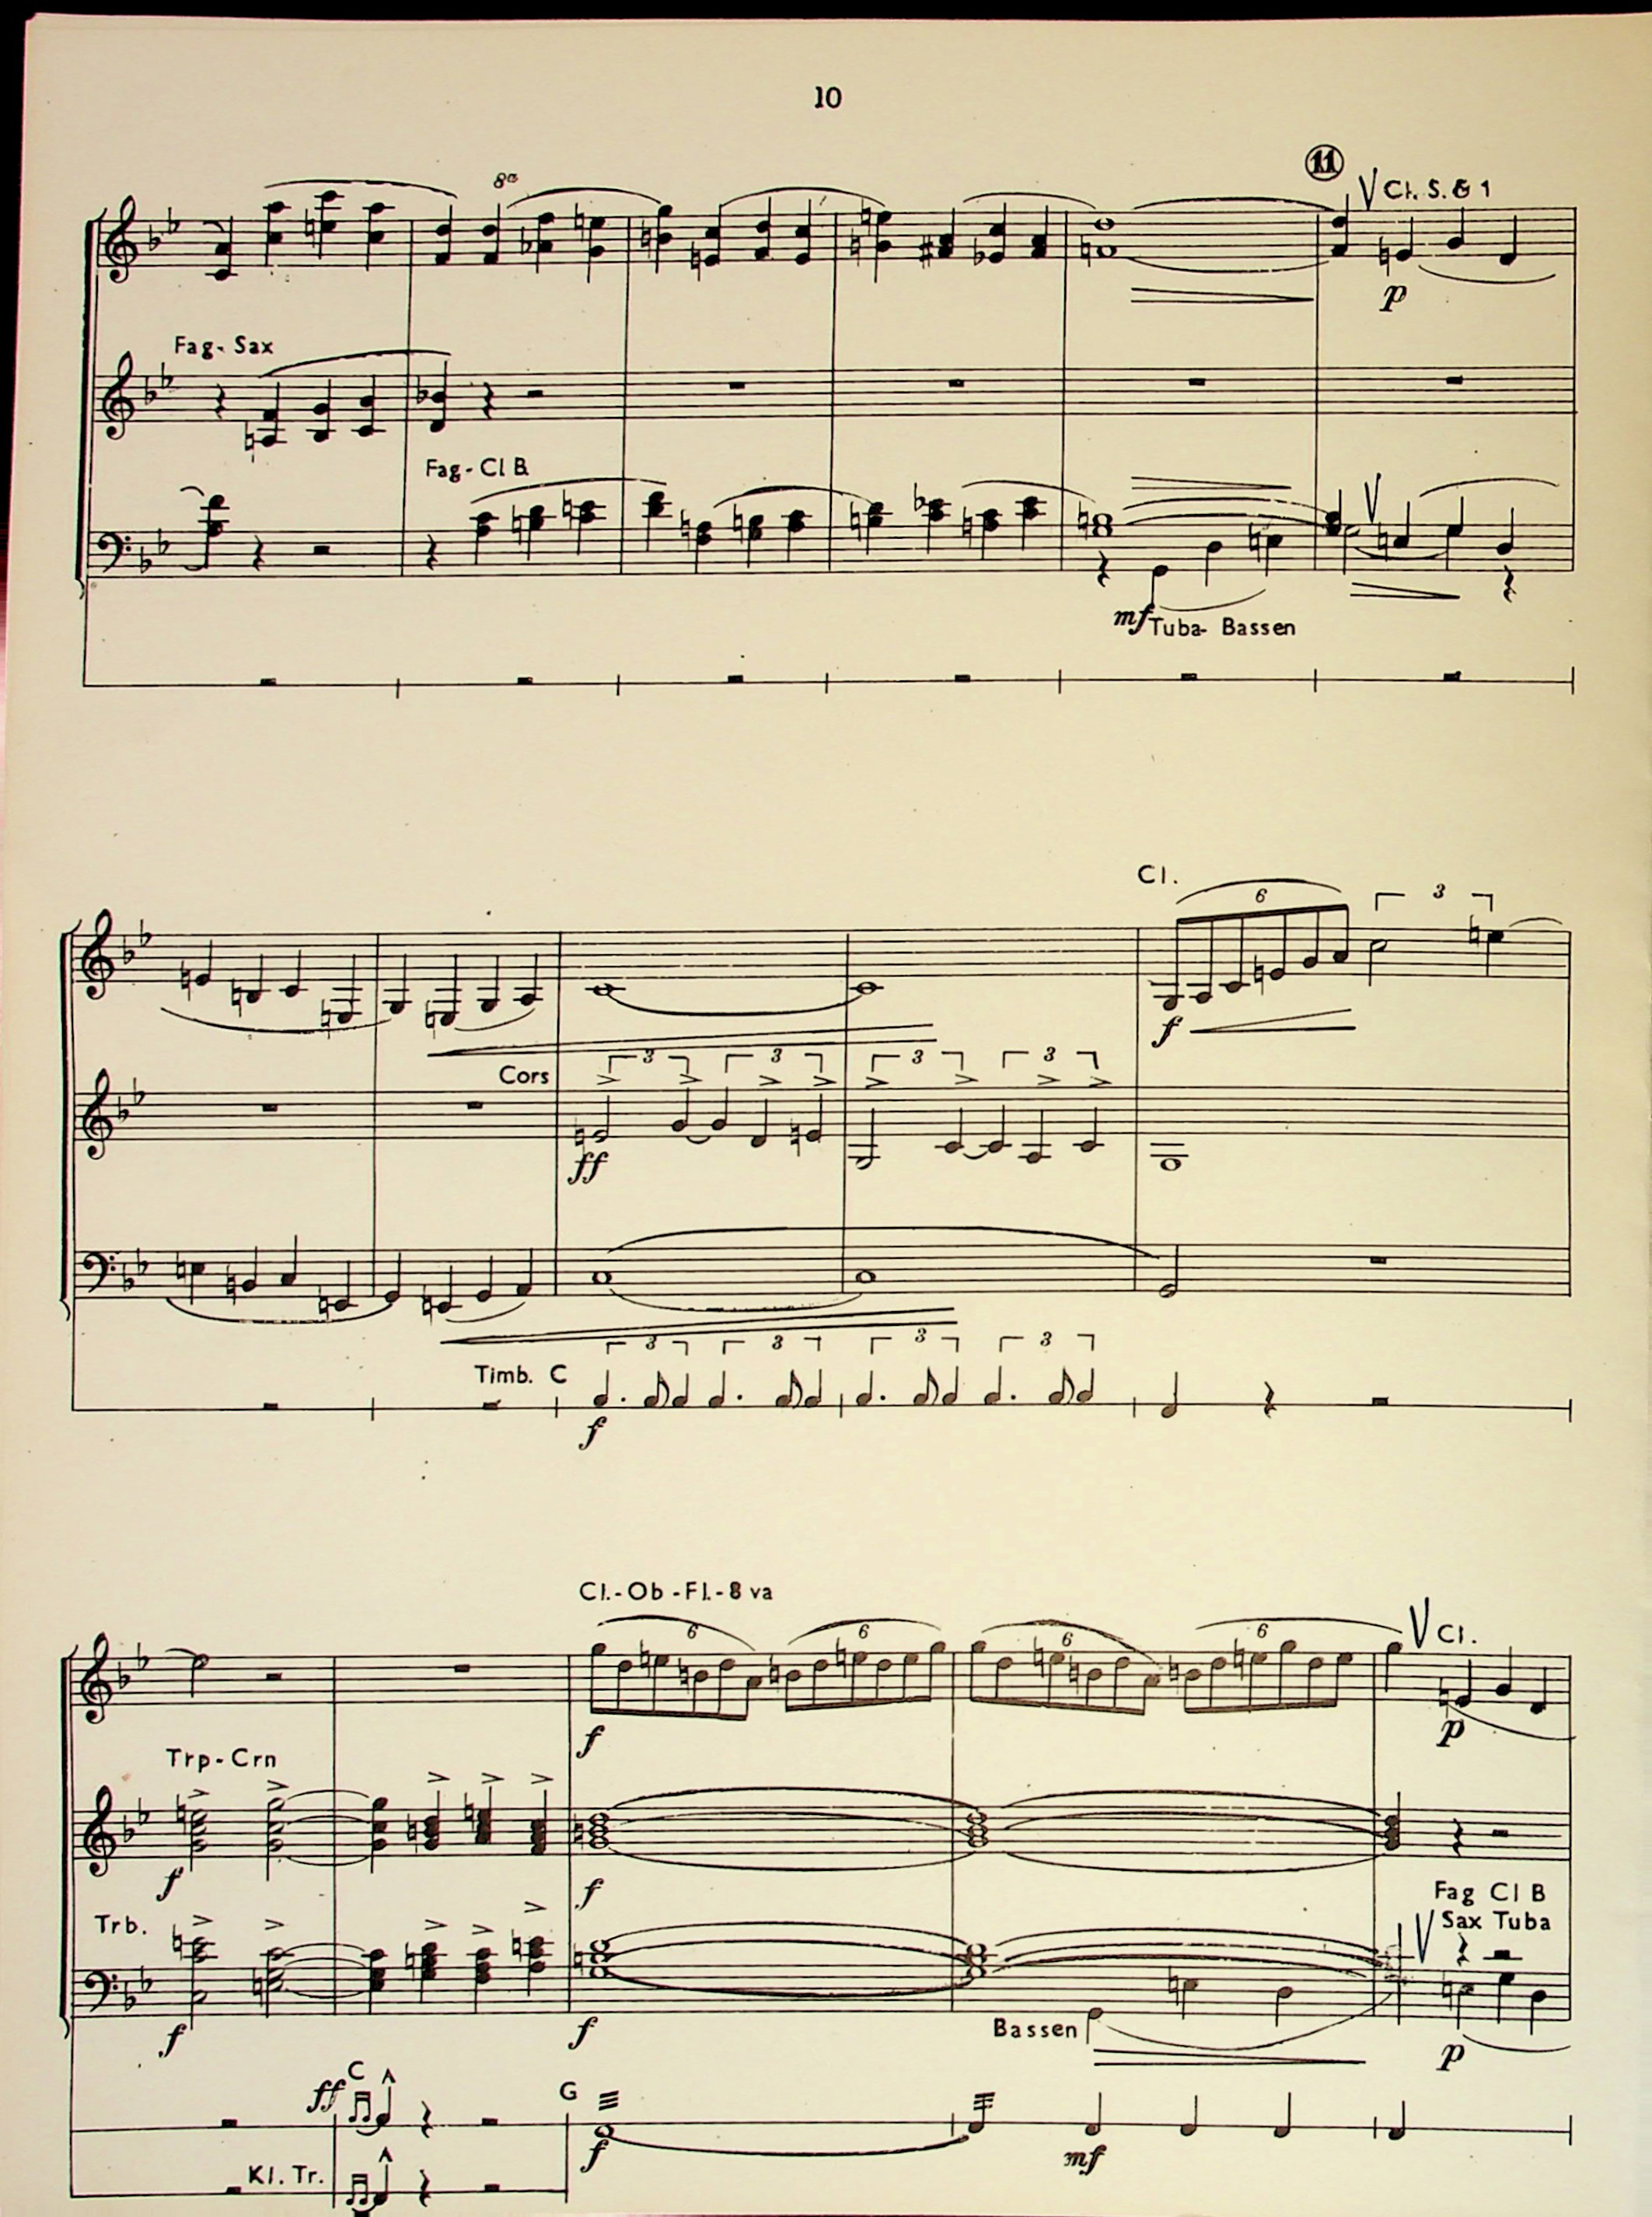 10
11
Cl. S. & 1
8a
p
Fag- Sax
Fag- Cl B
mf Tuba- Bassen
Cl.
6
3
f
Cors
3 3 3 3
ff
3 3 3 3
Timb. C
f
Cl.-Ob-Fl.-8 va
6 6 6 6
Cl.
f
p
Trp-Crn
f
f
Fag Cl B
Trb.
Sax Tuba
f
f
Bassen
p
C
ff
G
f
mf
Kl. Tr.